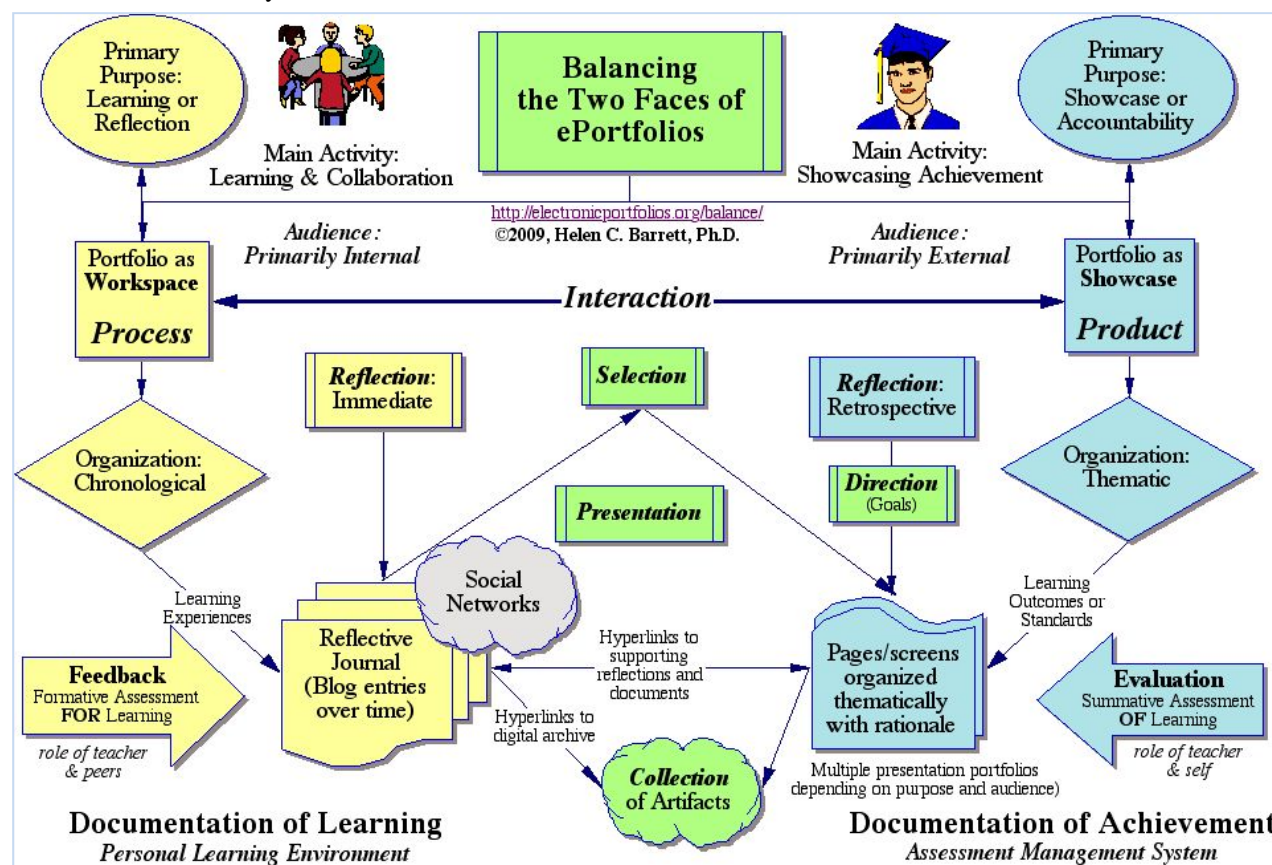 Primary
Purpose:
Learning or
Reflection
Main Activity:
Learning & Collaboration
Balancing
the Two Faces of
ePortfolios
Main Activity:
Showcasing Achievement
Primary
Purpose:
Showcase or
Accountability
http://electronicportfolios.org/balance/
©2009, Helen C. Barrett, Ph.D.
Audience:
Primarily Internal
Audience:
Primarily External
Portfolio as
Workspace
Process
Interaction
Portfolio as
Showcase
Product
Reflection:
Immediate
Selection
Reflection:
Retrospective
Organization:
Chronological
Presentation
Direction
(Goals)
Organization:
Thematic
Learning
Experiences
Social
Networks
Learning
Outcomes or
Standards
Feedback
Formative Assessment
FOR Learning
role of teacher
& peers
Reflective
Journal
(Blog entries
over time)
Hyperlinks to
supporting
reflections and
documents
Hyperlinks to
digital archive
Pages/screens
organized
thematically
with rationale
Evaluation
Summative Assessment
OF Learning
role of teacher
& self
Collection
of Artifacts
Multiple presentation portfolios
depending on purpose and audience)
Documentation of Learning
Personal Learning Environment
Documentation of Achievement
Assessment Management System